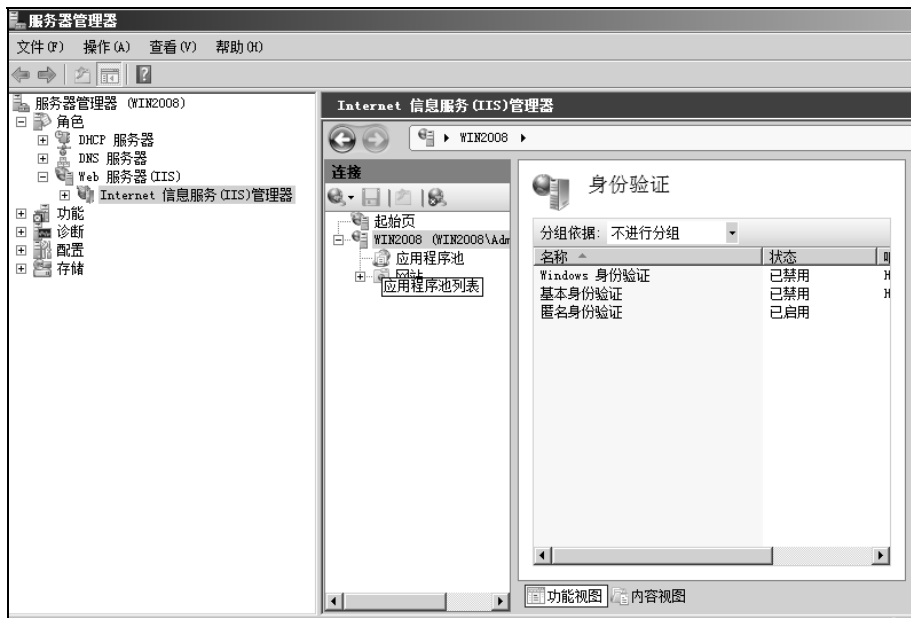 服务器管理器
文件(F) 操作(A) 查看(V) 帮助(H)
服务器管理器 (WIN2008)
角色
DHCP 服务器
DNS 服务器
Web 服务器(IIS)
Internet 信息服务(IIS)管理器
功能
诊断
配置
存储
Internet 信息服务(IIS)管理器
WIN2008
连接
起始页
WIN2008 (WIN2008\Adm
应用程序池
网站
应用程序池列表
身份验证
分组依据: 不进行分组
名称 状态
Windows 身份验证 已禁用 H
基本身份验证 已禁用 H
匿名身份验证 已启用
功能视图 内容视图